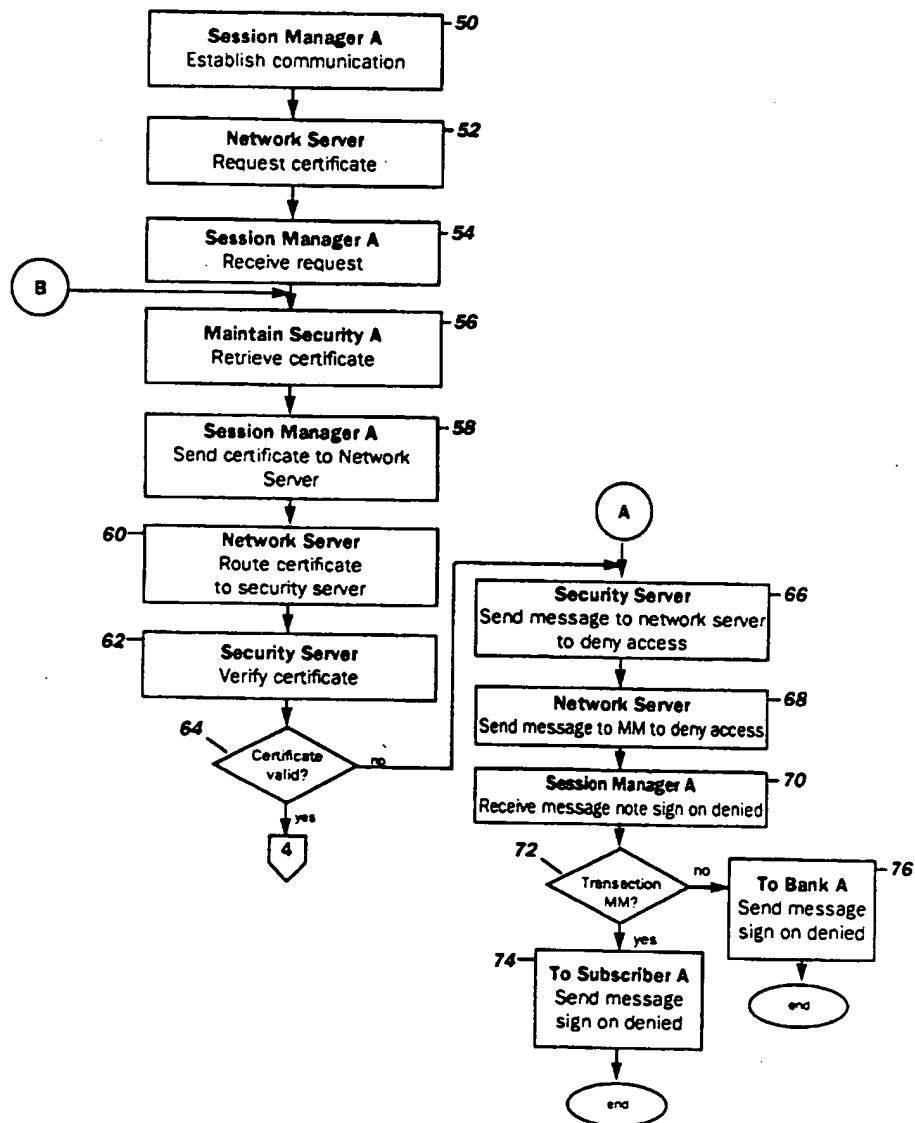 50
Session Manager A
Establish communication
52
Network Server
Request certificate
54
Session Manager A
Receive request
B
56
Maintain Security A
Retrieve certificate
58
Session Manager A
Send certificate to Network
Server
60
Network Server
Route certificate
to security server
62
Security Server
Verify certificate
64
Certificate
valid?
no
yes
4
A
66
Security Server
Send message to network server
to deny access
68
Network Server
Send message to MM to deny access
70
Session Manager A
Receive message note sign on denied
72
Transaction
MM?
no
yes
76
To Bank A
Send message
sign on denied
end
74
To Subscriber A
Send message
sign on denied
end